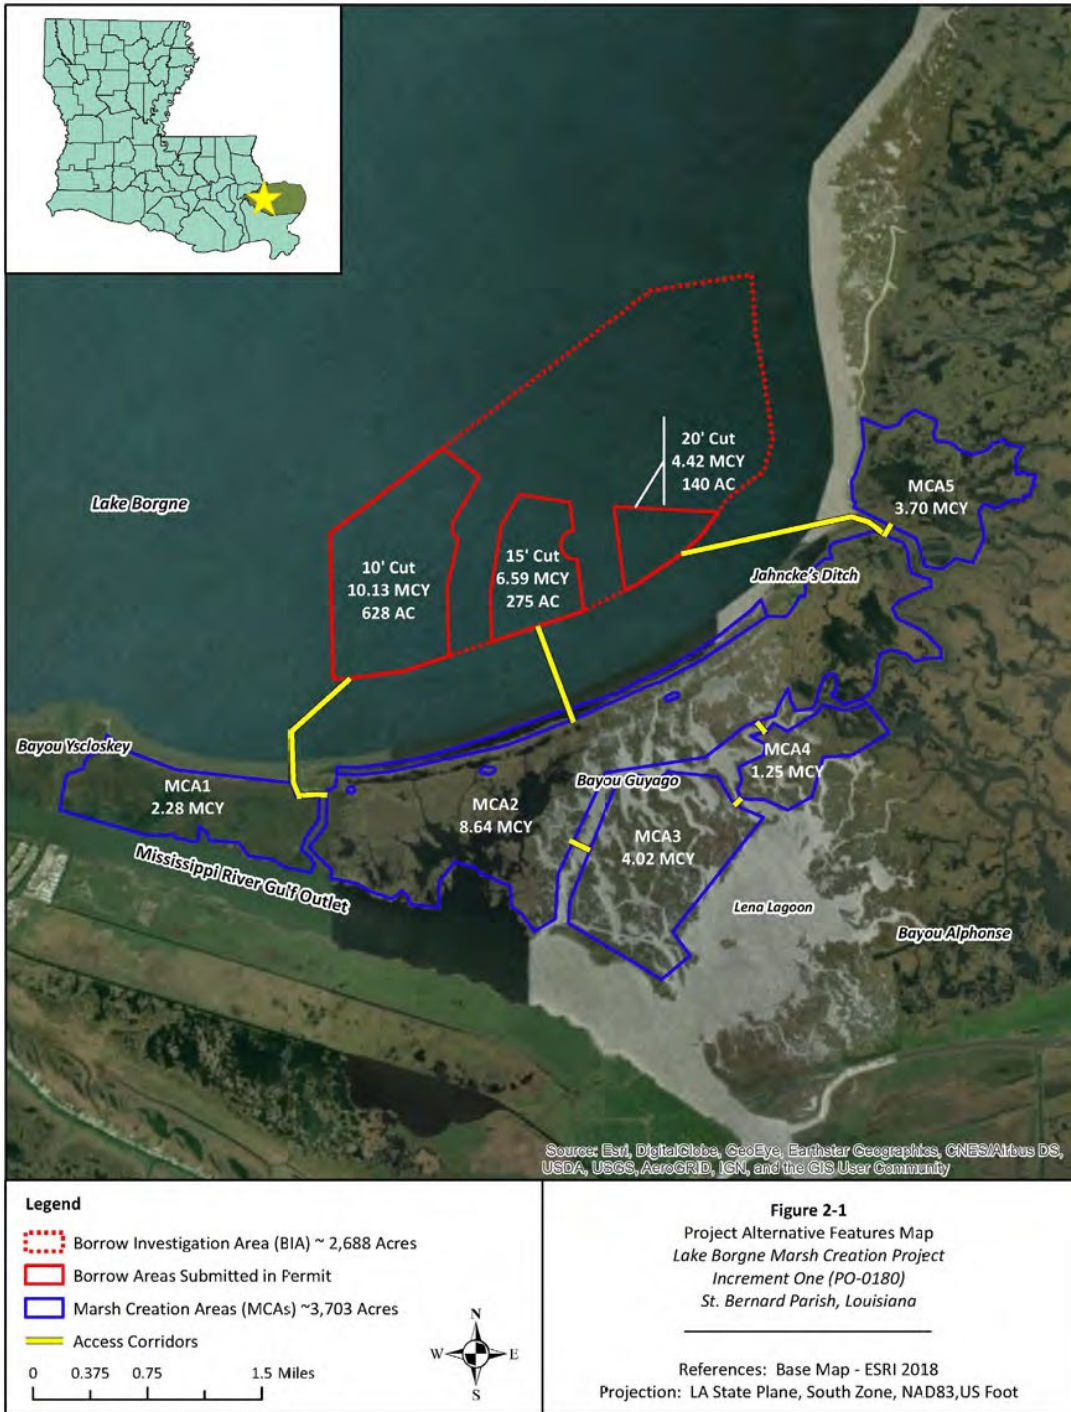 20' Cut
4.42 MCY
140 AC
MCA5
3.70 MCY
Lake Borgne
15' Cut
6.59 MCY
275 AC
10' Cut
10.13 MCY
628 AC
Jahncke's Ditch
Bayou Yscloskey
MCA1
2.28 MCY
MCA4
1.25 MCY
Bayou Guyago
MCA2
8.64 MCY
MCA3
4.02 MCY
Mississippi River Gulf Outlet
Lena Lagoon
Bayou Alphonse
Source: Esri, DigitalGlobe, GeoEye, Earthstar Geographics, CNES/Airbus DS,
USDA, USGS, AeroGRID, IGN, and the GIS User Community
Legend
Borrow Investigation Area (BIA) ~ 2,688 Acres
Borrow Areas Submitted in Permit
Marsh Creation Areas (MCAs) ~3,703 Acres
Access Corridors
0 0.375 0.75 1.5 Miles
N
W E
S
Figure 2-1
Project Alternative Features Map
Lake Borgne Marsh Creation Project
Increment One (PO-0180)
St. Bernard Parish, Louisiana
References: Base Map - ESRI 2018
Projection: LA State Plane, South Zone, NAD83,US Foot